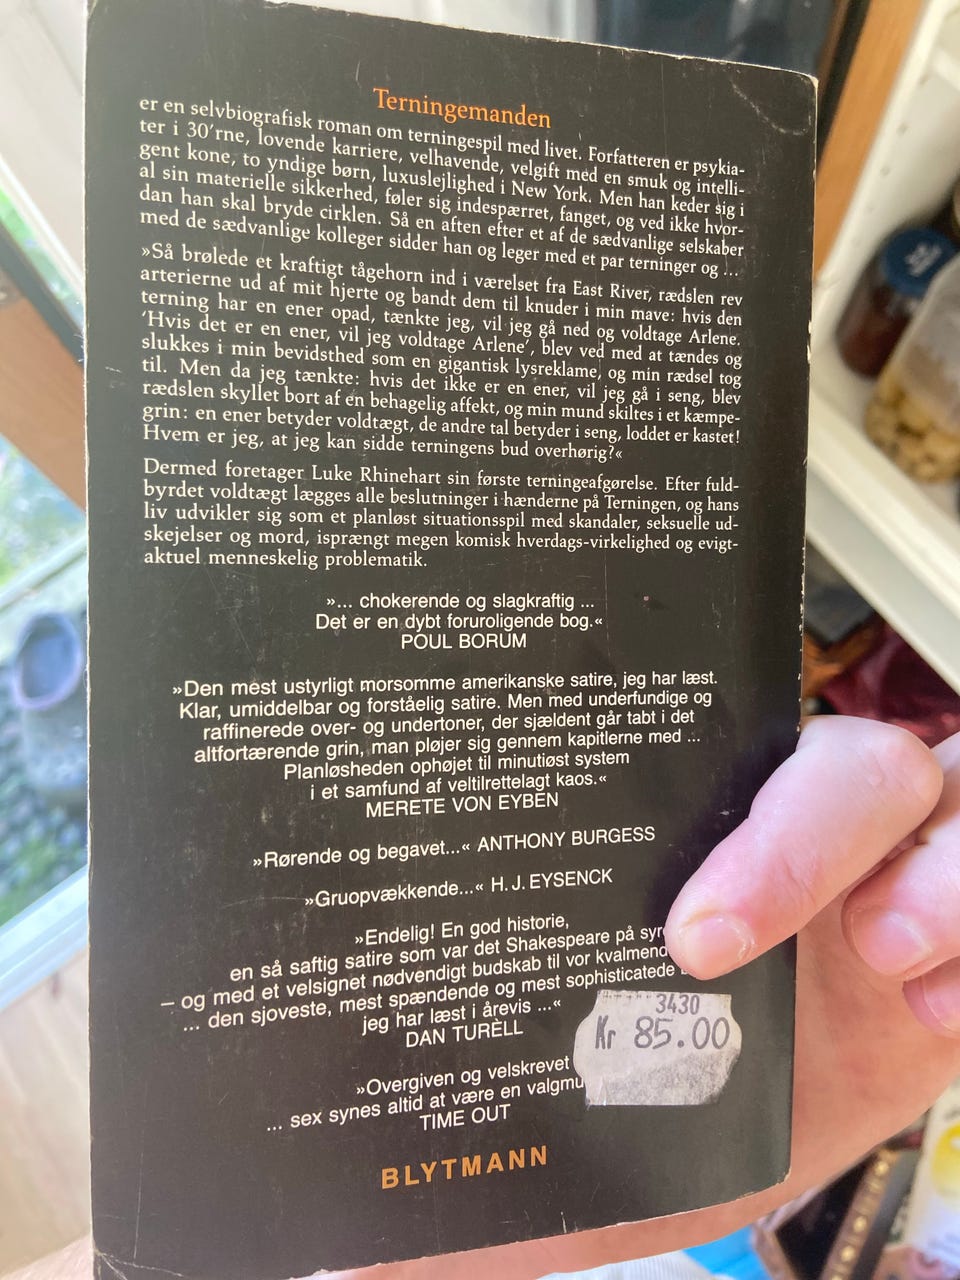 Terningemanden
er en selvbiografisk roman om terningespil med livet. Forfatteren er psykia-
ter i 30'rne, lovende karriere, velhavende, velgift med en smuk og intelli-
gent kone, to yndige børn, luxuslejlighed i New York. Men han keder sig i
al sin materielle sikkerhed, føler sig indespærret, fanget, og ved ikke hvor-
dan han skal bryde cirklen. Så en aften efter et af de sædvanlige selskaber
med de sædvanlige kolleger sidder han og leger med et par terninger og ...
»Så brølede et kraftigt tågehorn ind i værelset fra East River, rædslen rev
arterierne ud af mit hjerte og bandt dem til knuder i min mave: hvis den
terning har en ener opad, tænkte jeg, vil jeg gå ned og voldtage Arlene.
'Hvis det er en ener, vil jeg voldtage Arlene', blev ved med at tændes og
slukkes i min bevidsthed som en gigantisk lysreklame, og min rædsel tog
til. Men da jeg tænkte: hvis det ikke er en ener, vil jeg gå i seng, blev
rædslen skyllet bort af en behagelig affekt, og min mund skiltes i et kæmpe-
grin: en ener betyder voldtægt, de andre tal betyder i seng, loddet er kastet!
Hvem er jeg, at jeg kan sidde terningens bud overhørig?«
Dermed foretager Luke Rhinehart sin første terningeafgørelse. Efter fuld-
byrdet voldtægt lægges alle beslutninger i hænderne på Terningen, og hans
liv udvikler sig som et planløst situationsspil med skandaler, seksuelle ud-
skejelser og mord, isprængt megen komisk hverdags-virkelighed og evigt-
aktuel menneskelig problematik.
»... chokerende og slagkraftig ...
Det er en dybt foruroligende bog.«
POUL BORUM
»Den mest ustyrligt morsomme amerikanske satire, jeg har læst.
Klar, umiddelbar og forståelig satire. Men med underfundige og
raffinerede over- og undertoner, der sjældent går tabt i det
altfortærende grin, man pløjer sig gennem kapitlerne med ...
Planløsheden ophøjet til minutiøst system
i et samfund af veltilrettelagt kaos.«
MERETE VON EYBEN
»Rørende og begavet...« ANTHONY BURGESS
»Gruopvækkende...« H. J. EYSENCK
»Endelig! En god historie,
en så saftig satire som var det Shakespeare på
– og med et velsignet nødvendigt budskab til vor
... den sjoveste, mest spændende og mest sophisticatede
jeg har læst i årevis ...«
DAN TURÈLL
3430
Kr 85.00
»Overgiven og velskrevet
... sex synes altid at være en
TIME OUT
BLYTMANN